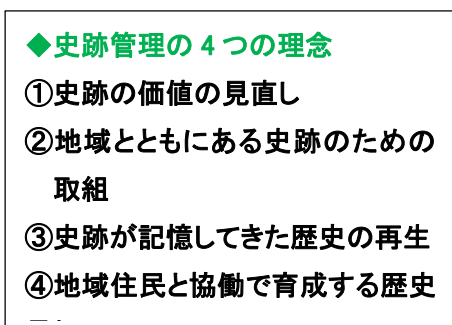 ◆史跡管理の4つの理念
①史跡の価値の見直し
②地域とともにある史跡のための
取組
③史跡が記憶してきた歴史の再生
④地域住民と協働で育成する歴史